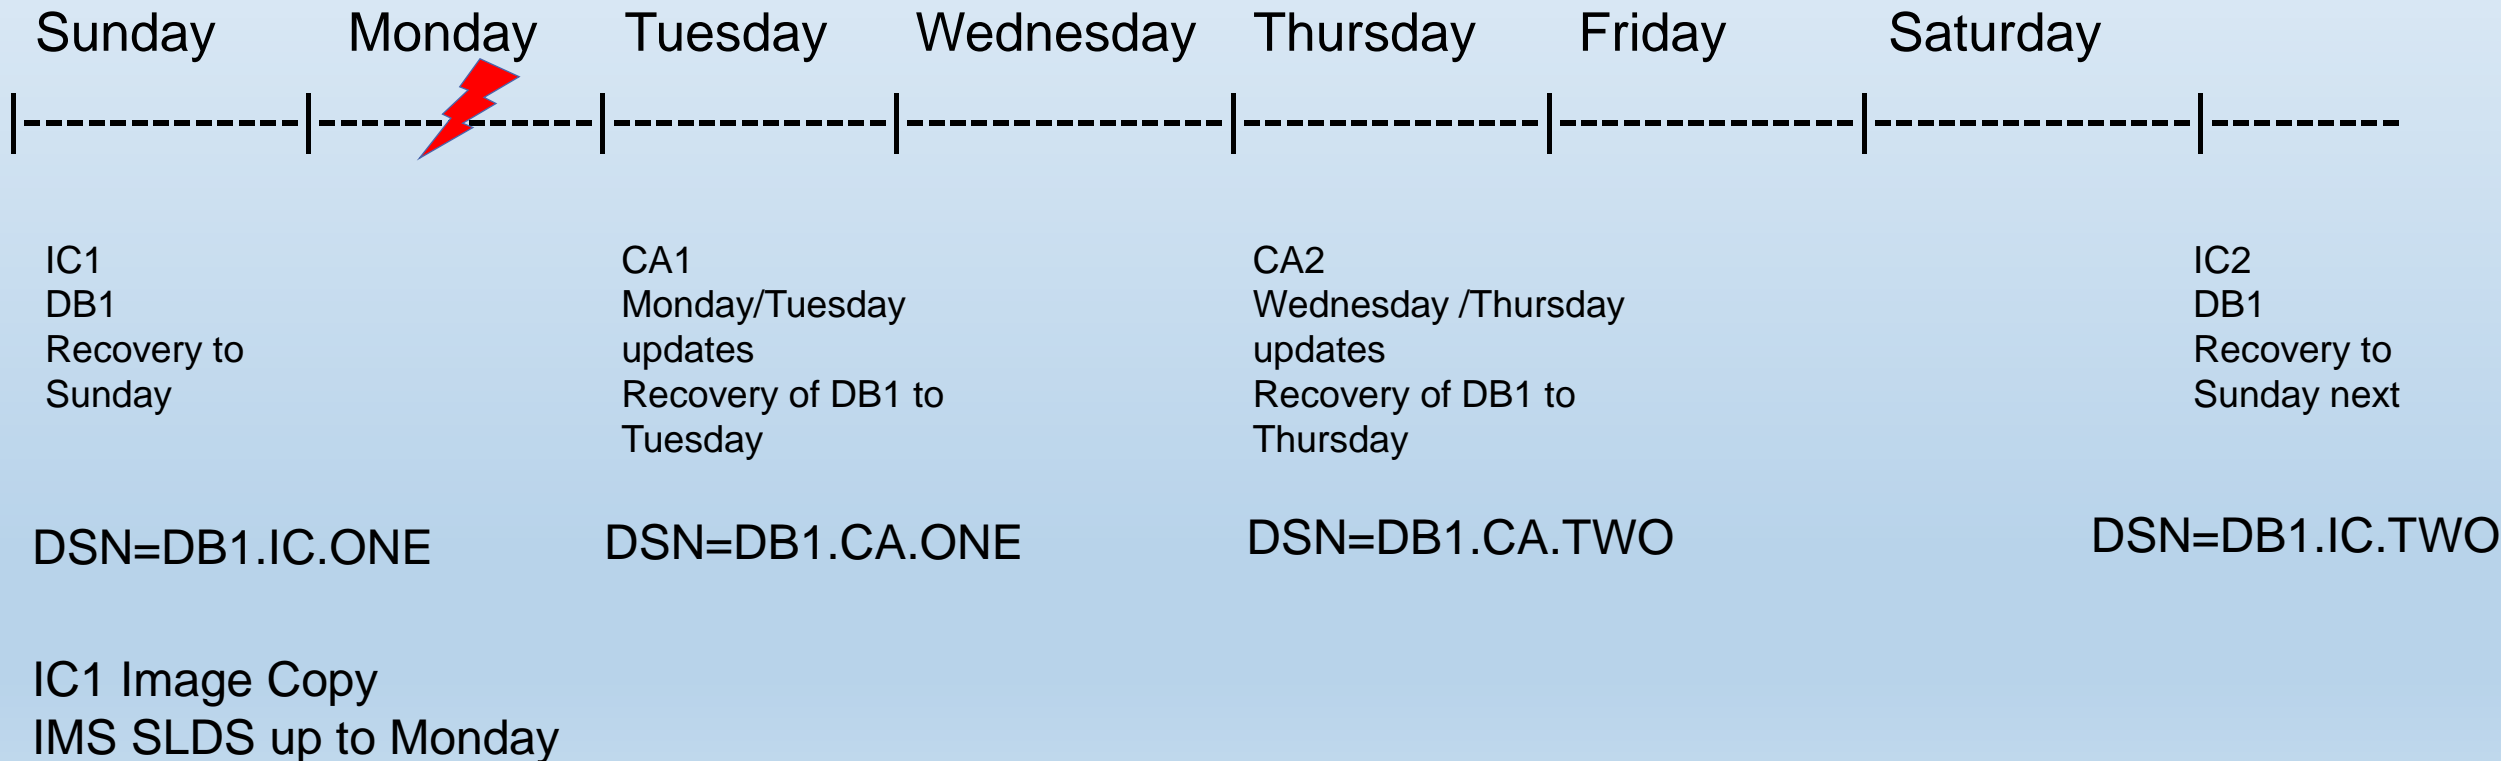 Sunday Monday Tuesday Wednesday Thursday Friday Saturday
IC1
DB1
Recovery to
Sunday
CA1
Monday/Tuesday
updates
Recovery of DB1 to
Tuesday
CA2
Wednesday /Thursday
updates
Recovery of DB1 to
Thursday
IC2
DB1
Recovery to
Sunday next
DSN=DB1.IC.ONE
DSN=DB1.CA.ONE
DSN=DB1.CA.TWO
DSN=DB1.IC.TWO
IC1 Image Copy
IMS SLDS up to Monday